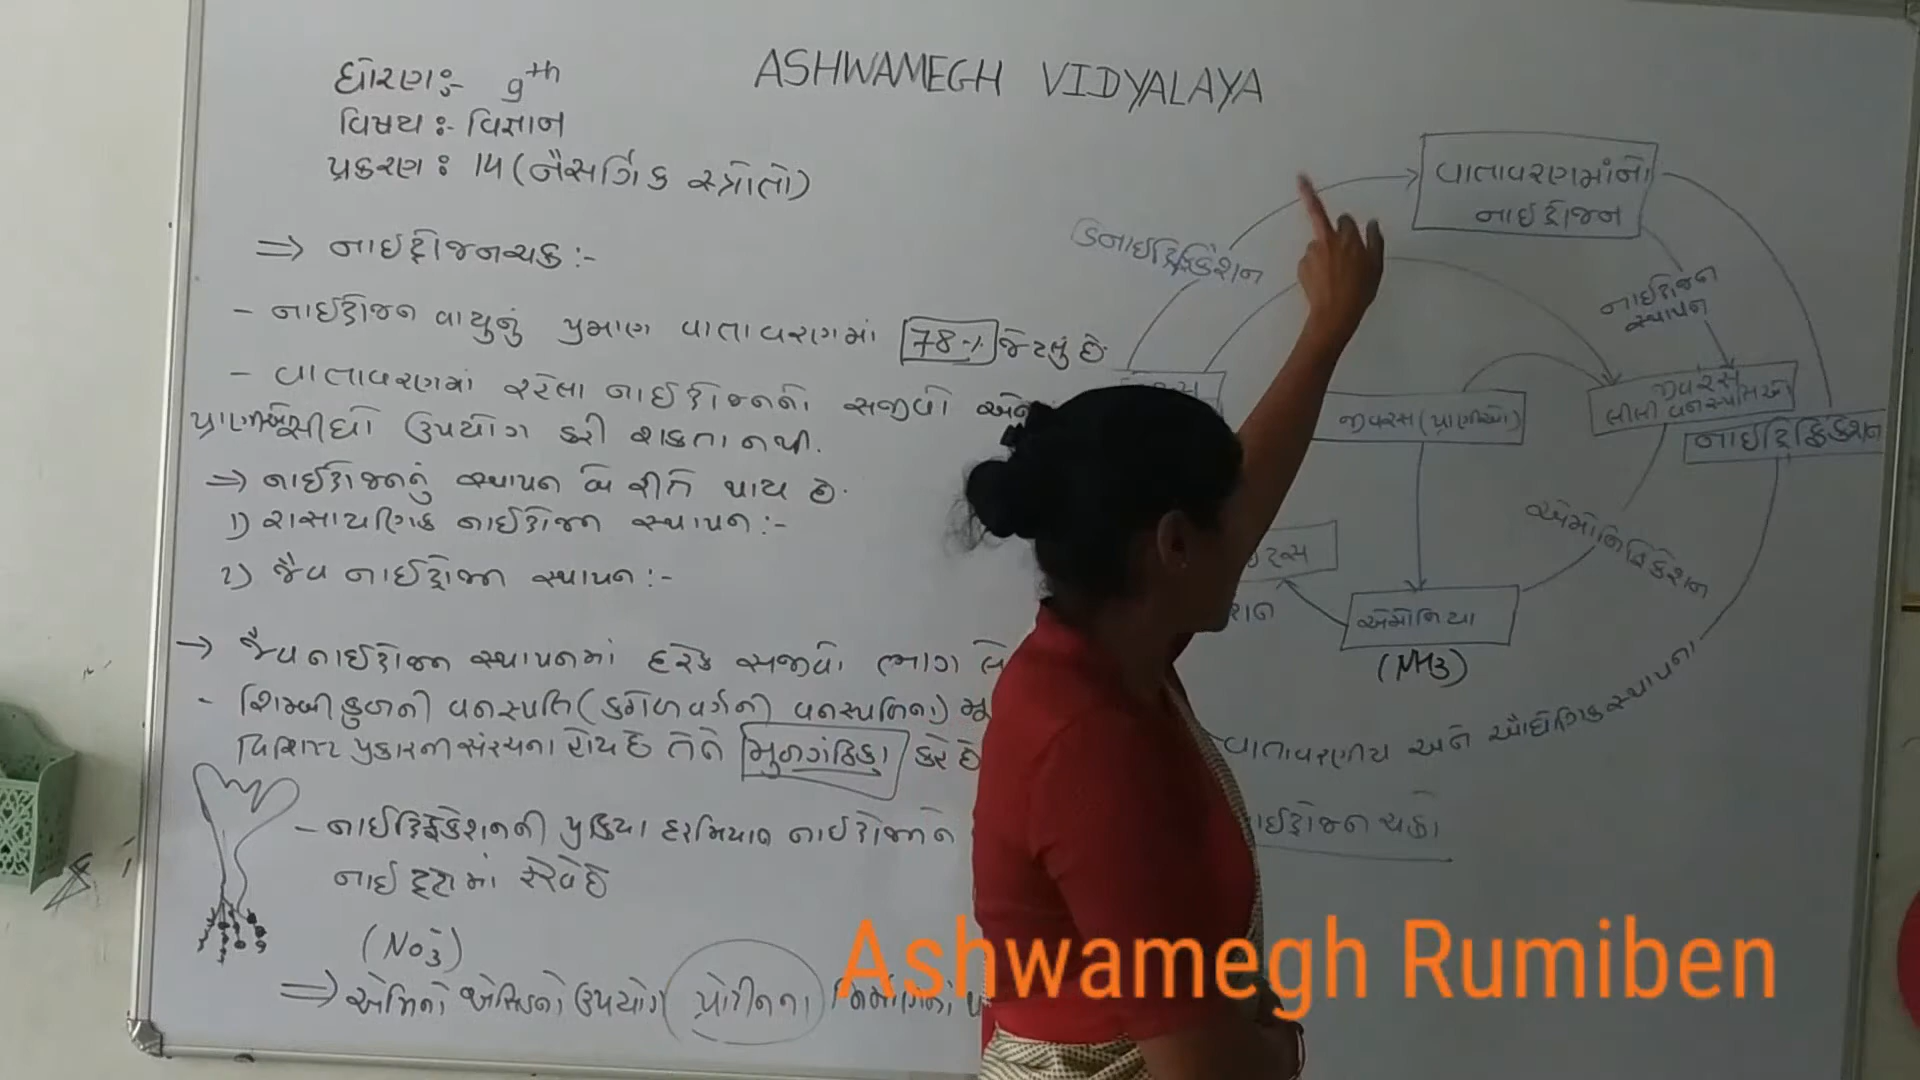 ASHWAMEGH VIDYALAYA
ધોરણ :- 9th
વિષય :- વિજ્ઞાન
પ્રકરણ : 14 (નૈસર્ગિક સ્ત્રોતો)
⇒ નાઈટ્રોજનચક્ર :-
- નાઈટ્રોજન વાયુનું પ્રમાણ વાતાવરણમાં 78% જેટલું છે.
- વાતાવરણમાં રહેલા નાઈટ્રોજનનો સજીવો અને
પ્રાણીઓ સીધો ઉપયોગ કરી શકતા નથી.
⇒ નાઈટ્રોજનનું સ્થાપન બે રીતે થાય છે.
1) રાસાયણિક નાઈટ્રોજન સ્થાપન :-
2) જૈવ નાઈટ્રોજન સ્થાપન :-
→ જૈવ નાઈટ્રોજન સ્થાપનમાં દરેક સજીવો ભાગ લે
- શિમ્બી કુળની વનસ્પતિ (કઠોળવર્ગની વનસ્પતિના)
વિશિષ્ટ પ્રકારની સંરચના હોય છે તેને મુળગંડિકા કહે છે
- નાઈટ્રિફિકેશનની પ્રક્રિયા દરમિયાન નાઈટ્રોજનને
નાઈટ્રેટમાં ફેરવે છે
(NO3-)
⇒ એમિનો એસિડનો ઉપયોગ પ્રોટીનના નિર્માણમાં
વાતાવરણમાંનો
નાઈટ્રોજન
ડિનાઈટ્રિફિકેશન
નાઈટ્રોજન
સ્થાપન
જીવરસ (પ્રાણીઓ)
જીવરસ
લીલી વનસ્પતિઓ
નાઈટ્રિફિકેશન
એમોનિફિકેશન
એમોનિયા
(NH3)
વાતાવરણીય અને ઔદ્યોગિક સ્થાપના
Ashwamegh Rumiben